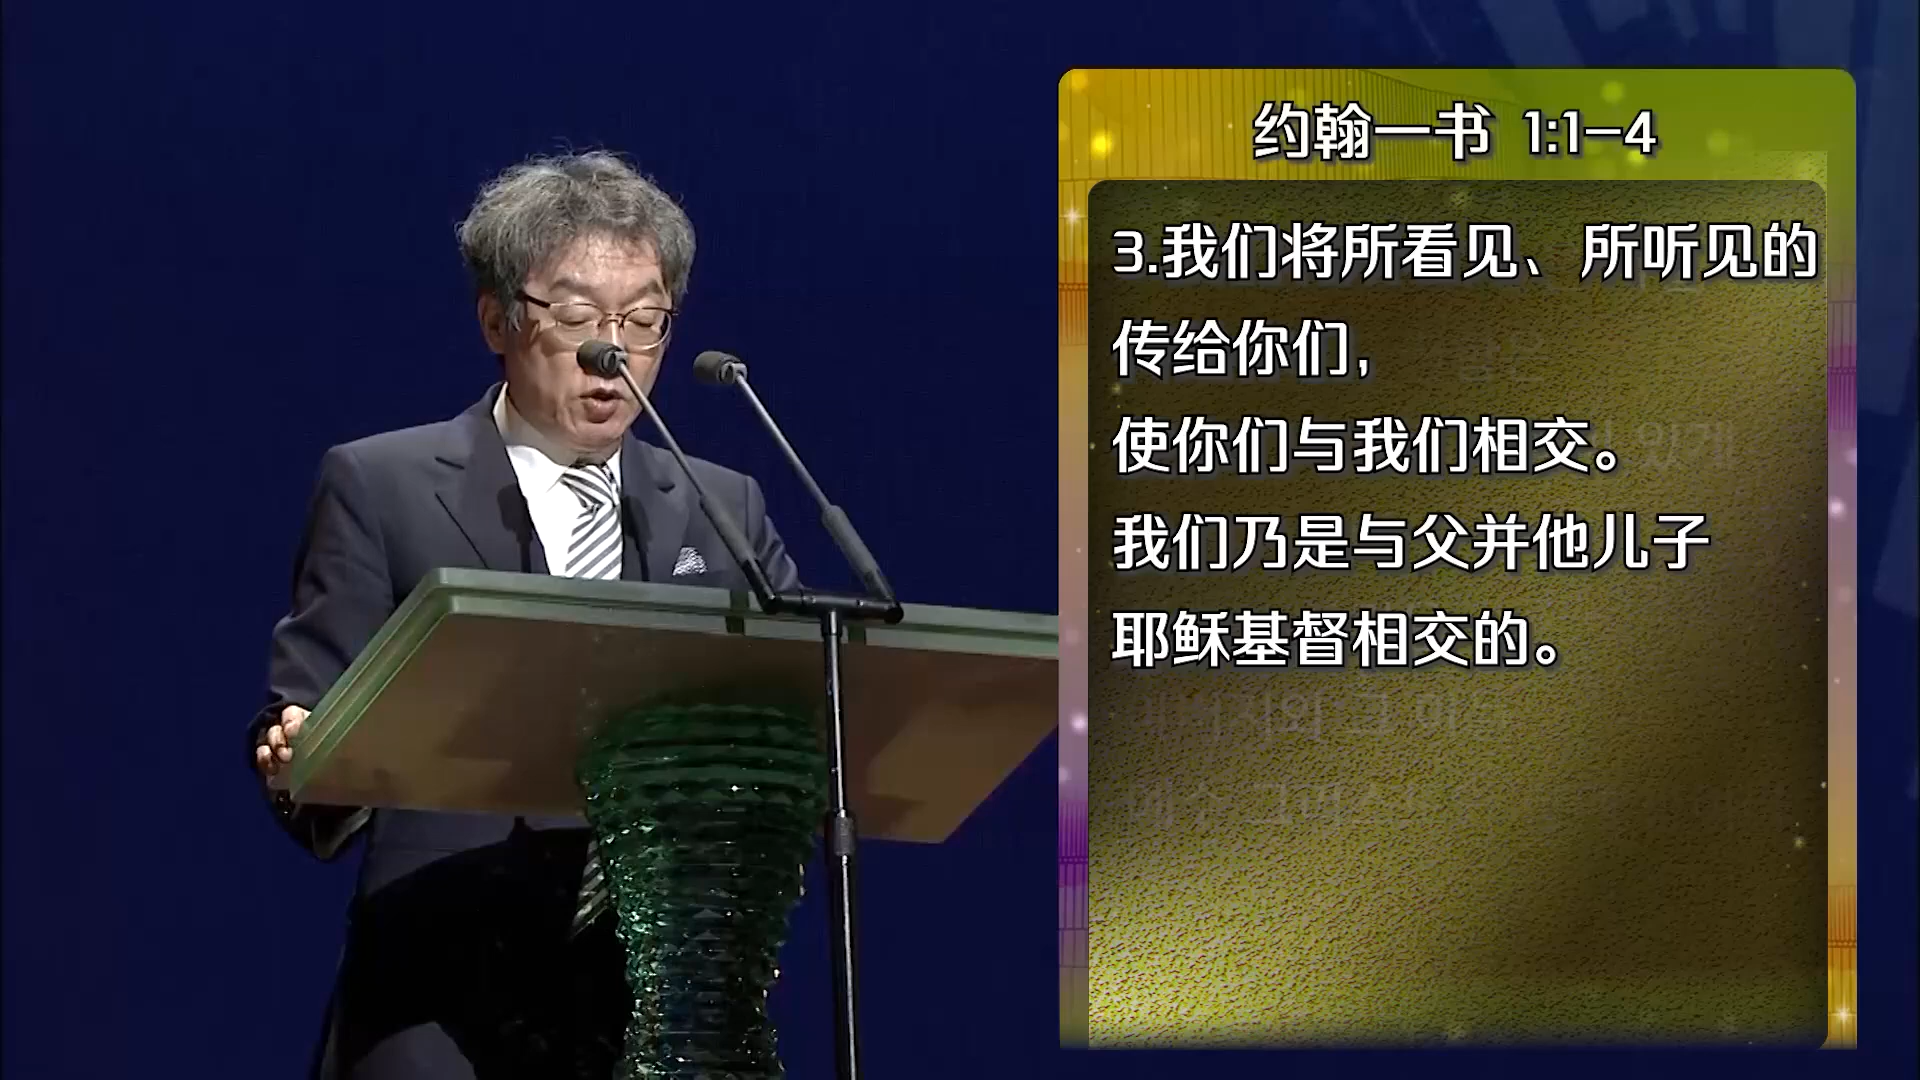 约翰一书 1:1-4
3.我们将所看见、所听见的
传给你们,
使你们与我们相交。
我们乃是与父并他儿子
耶稣基督相交的。